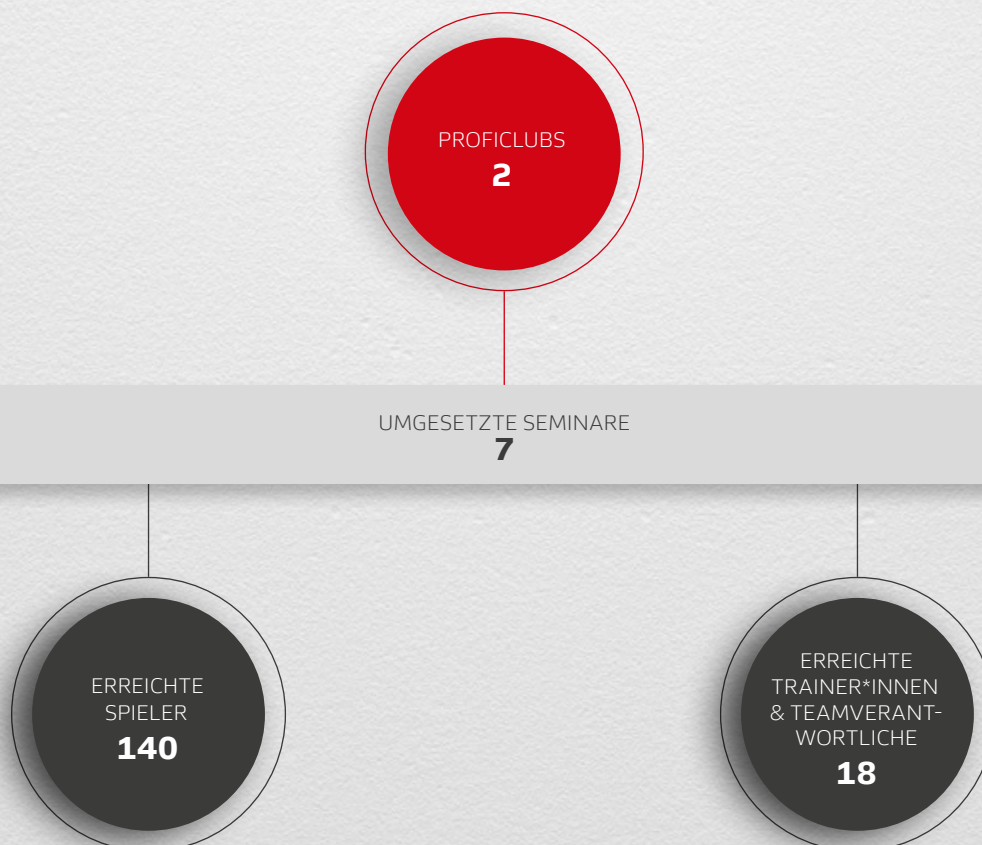 PROFICLUBS
2
UMGESETZTE SEMINARE
7
ERREICHTE
SPIELER
140
ERREICHTE
TRAINER*INNEN
& TEAMVERANT-
WORTLICHE
18